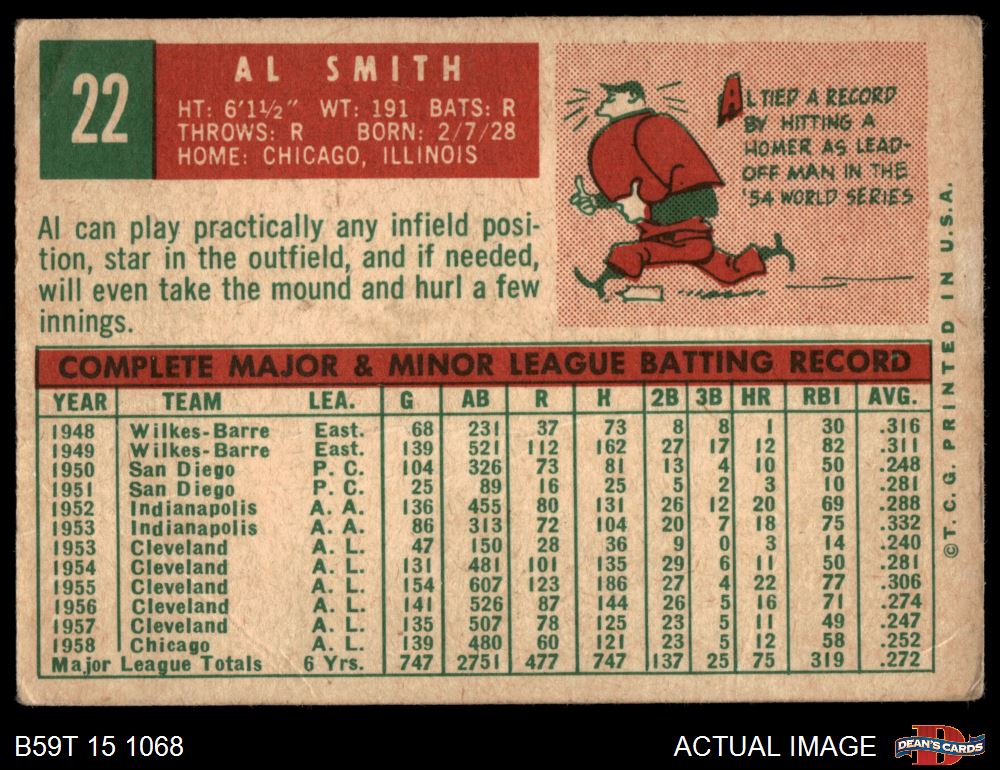 22
AL SMITH
HT: 6'1½" WT: 191 BATS: R
THROWS: R BORN: 2/7/28
HOME: CHICAGO, ILLINOIS
AL TIED A RECORD
BY HITTING A
HOMER AS LEAD-
OFF MAN IN THE
'54 WORLD SERIES
Al can play practically any infield posi-
tion, star in the outfield, and if needed,
will even take the mound and hurl a few
innings.
COMPLETE MAJOR & MINOR LEAGUE BATTING RECORD
YEAR TEAM LEA. G AB R H 2B 3B HR RBI AVG.
1948 Wilkes-Barre East. 68 231 37 73 8 8 1 30 .316
1949 Wilkes-Barre East. 139 521 112 162 27 17 12 82 .311
1950 San Diego P. C. 104 326 73 81 13 4 10 50 .248
1951 San Diego P. C. 25 89 16 25 5 2 3 10 .281
1952 Indianapolis A. A. 136 455 80 131 26 12 20 69 .288
1953 Indianapolis A. A. 86 313 72 104 20 7 18 75 .332
1953 Cleveland A. L. 47 150 28 36 9 0 3 14 .240
1954 Cleveland A. L. 131 481 101 135 29 6 11 50 .281
1955 Cleveland A. L. 154 607 123 186 27 4 22 77 .306
1956 Cleveland A. L. 141 526 87 144 26 5 16 71 .274
1957 Cleveland A. L. 135 507 78 125 23 5 11 49 .247
1958 Chicago A. L. 139 480 60 121 23 5 12 58 .252
Major League Totals 6 Yrs. 747 2751 477 747 137 25 75 319 .272
©T. C. G. PRINTED IN U.S.A.
B59T 15 1068
ACTUAL IMAGE
D
DEAN'S CARDS